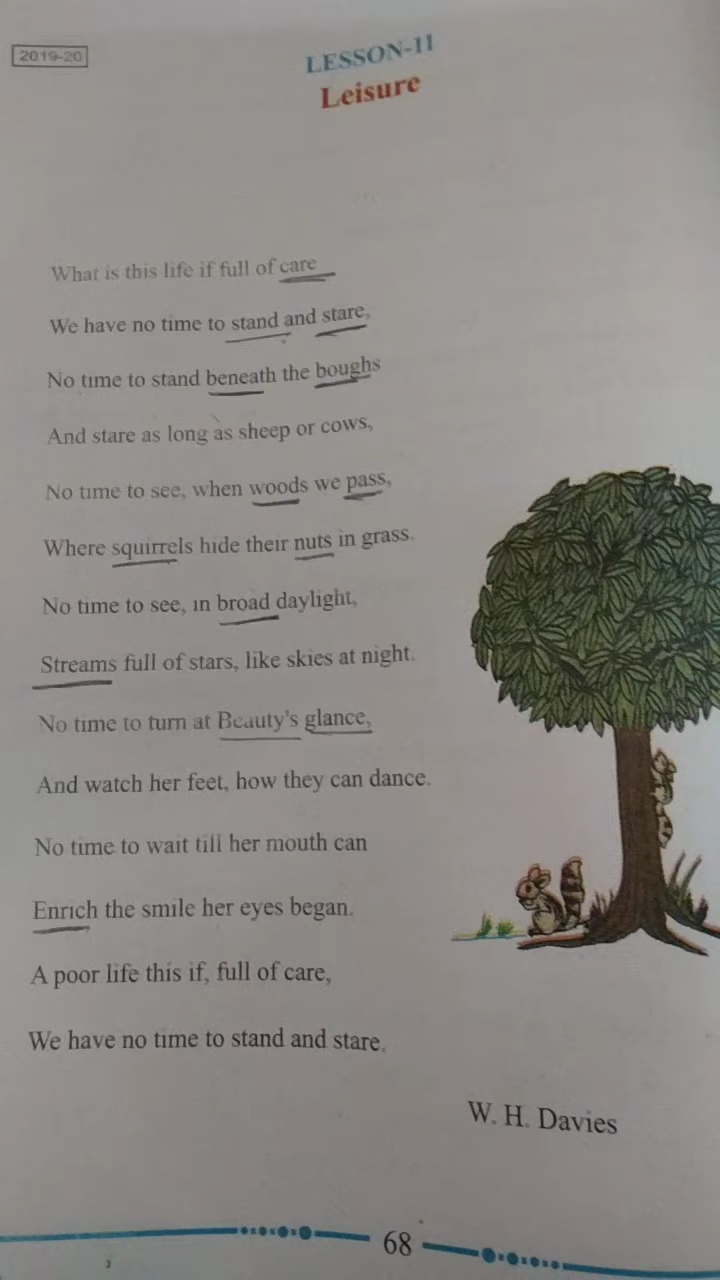 2019-20
LESSON-11
Leisure
What is this life if full of care
We have no time to stand and stare,
No time to stand beneath the boughs
And stare as long as sheep or cows,
No time to see, when woods we pass,
Where squirrels hide their nuts in grass.
No time to see, in broad daylight,
Streams full of stars, like skies at night.
No time to turn at Beauty's glance,
And watch her feet, how they can dance.
No time to wait till her mouth can
Enrich the smile her eyes began.
A poor life this if, full of care,
We have no time to stand and stare.
W. H. Davies
68